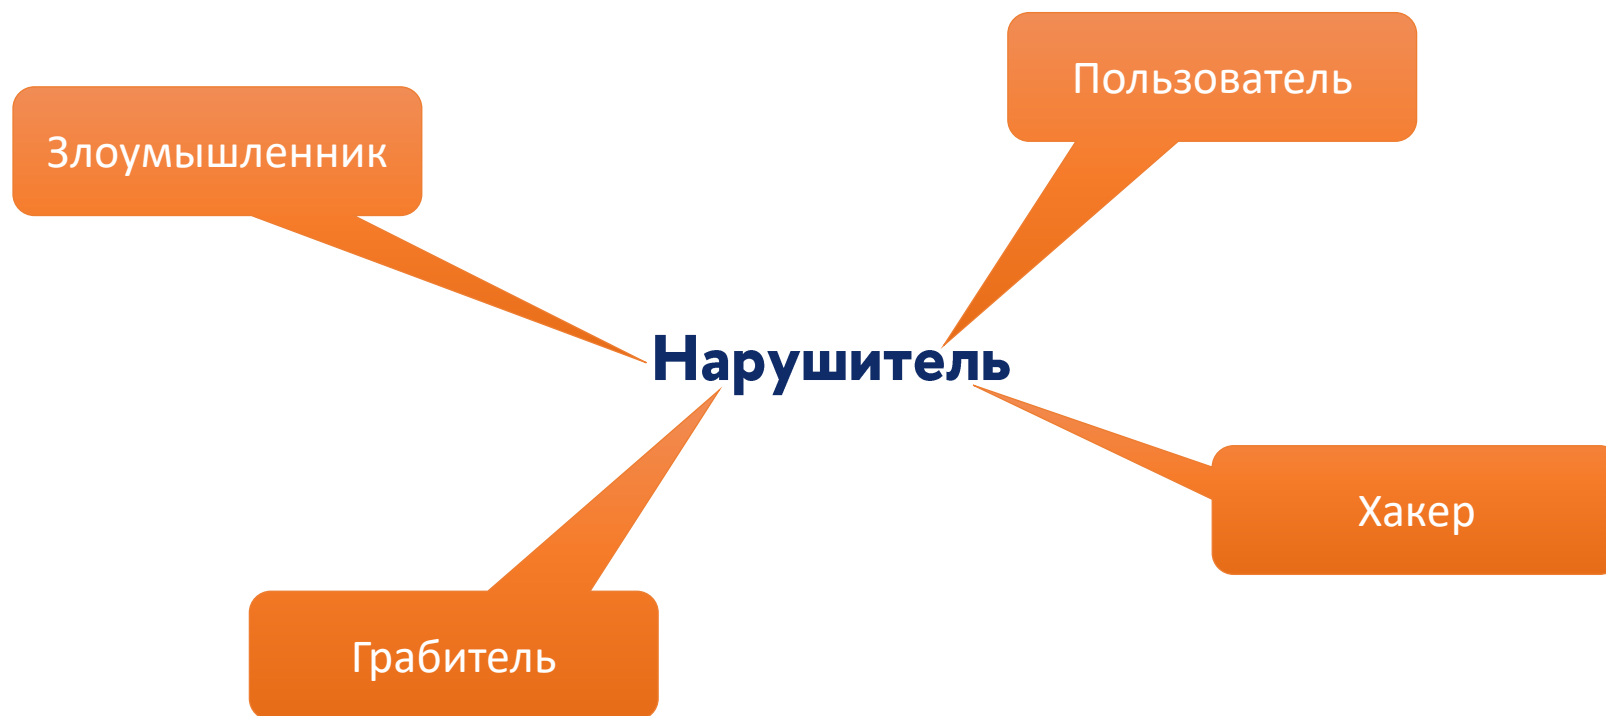 Пользователь
Злоумышленник
Нарушитель
Хакер
Грабитель